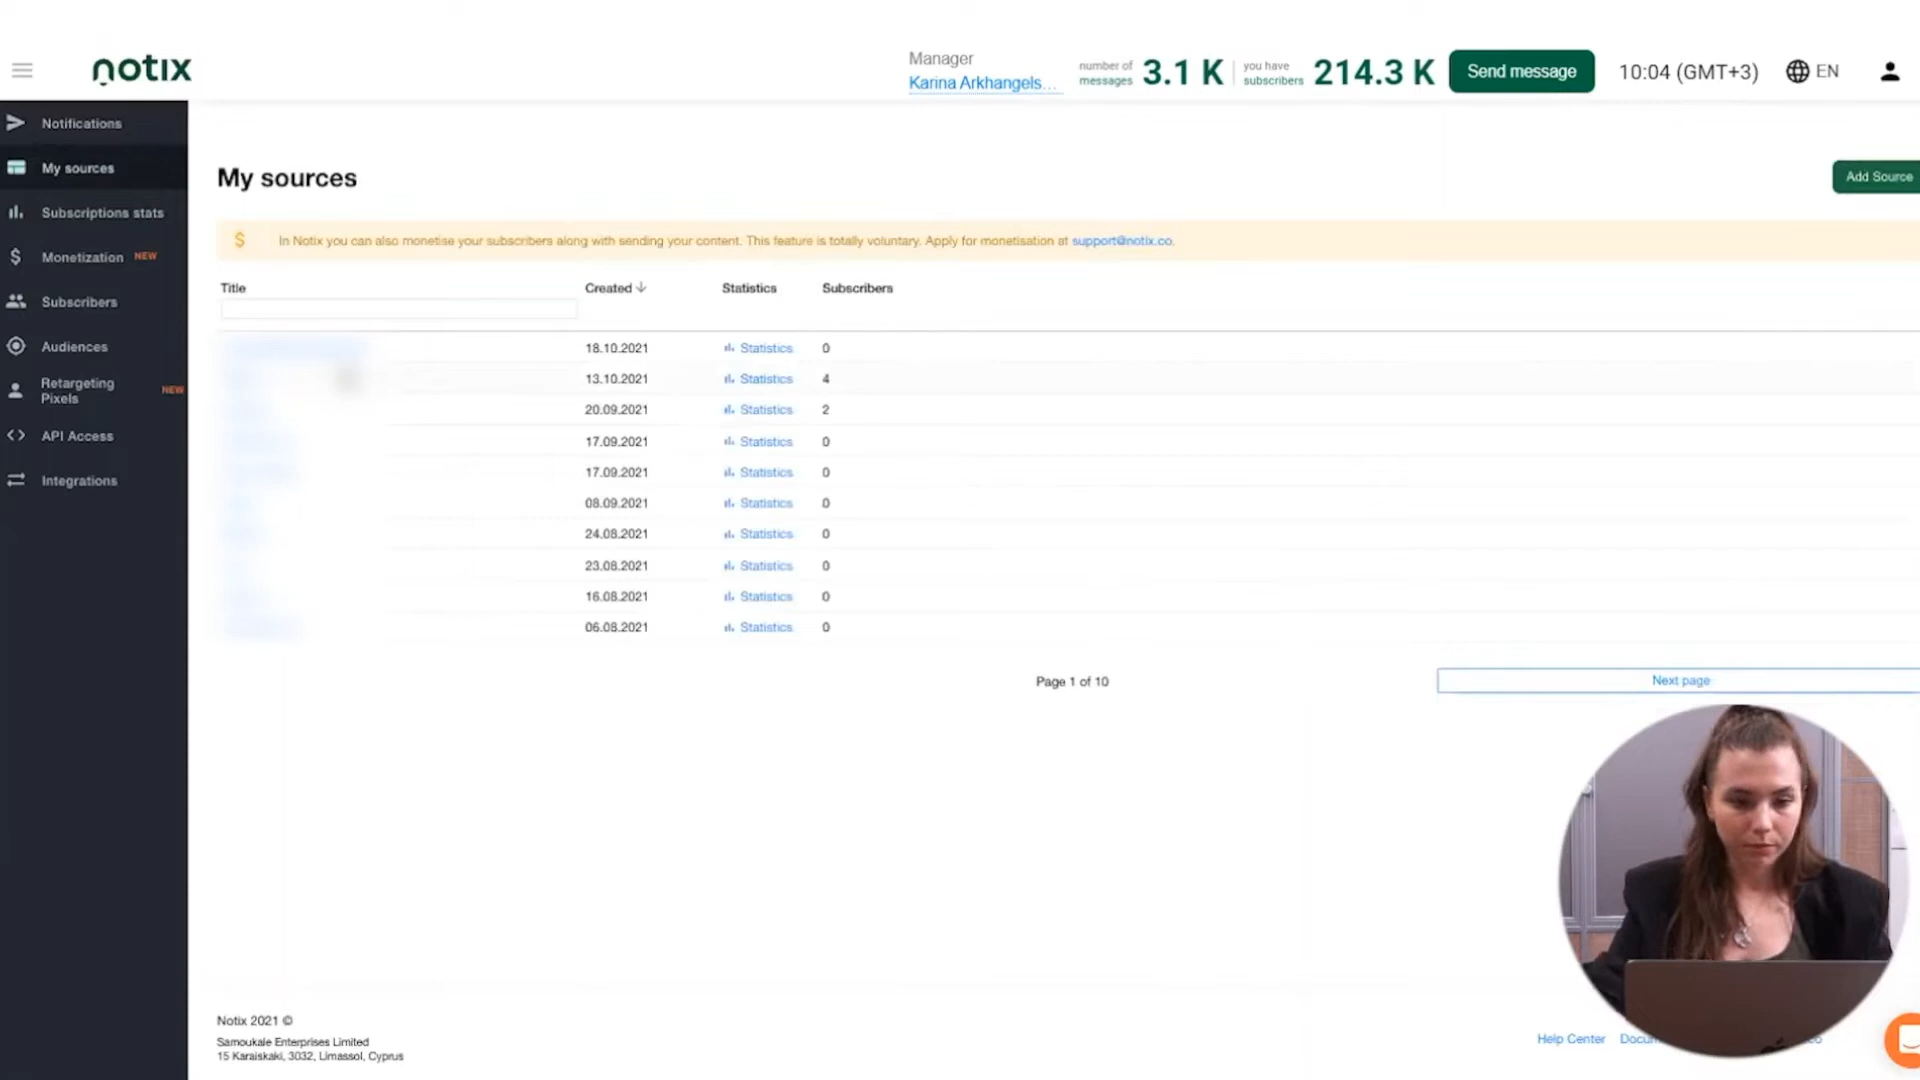 notix
Manager
Karina Arkhangels...
number of
messages
3.1 K
you have
subscribers
214.3 K
Send message
10:04 (GMT+3)
EN
Notifications
My sources
Subscriptions stats
Monetization NEW
Subscribers
Audiences
Retargeting
Pixels
NEW
API Access
Integrations
My sources
Add Source
$ In Notix you can also monetise your subscribers along with sending your content. This feature is totally voluntary. Apply for monetisation at support@notix.co.
Title Created Statistics Subscribers
18.10.2021 Statistics 0
13.10.2021 Statistics 4
20.09.2021 Statistics 2
17.09.2021 Statistics 0
17.09.2021 Statistics 0
08.09.2021 Statistics 0
24.08.2021 Statistics 0
23.08.2021 Statistics 0
16.08.2021 Statistics 0
06.08.2021 Statistics 0
Page 1 of 10
Next page
Notix 2021 ©
Samoukale Enterprises Limited
15 Karaiskaki, 3032, Limassol, Cyprus
Help Center